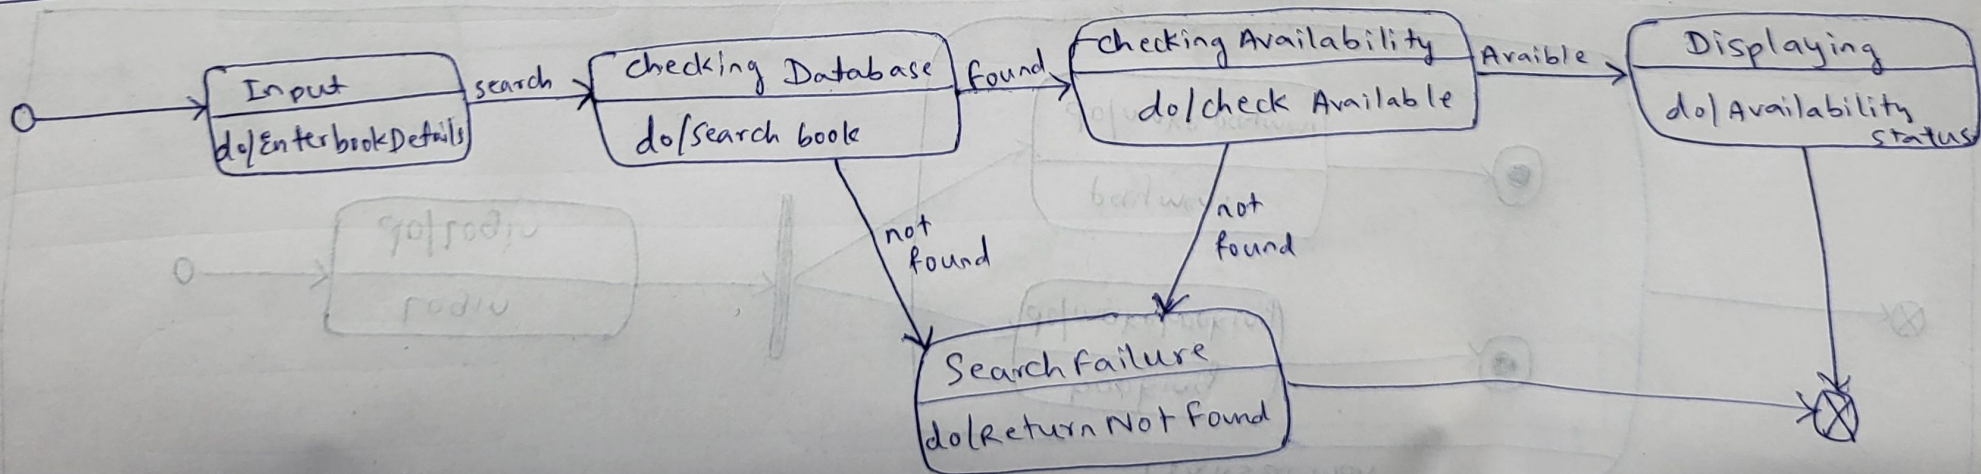 Input
do/EnterbookDetails
search
checking Database
do/search book
found
checking Availability
do/check Available
Avaible
Displaying
do/Availability
status
not
found
not
found
Search Failure
do/Return Not Found